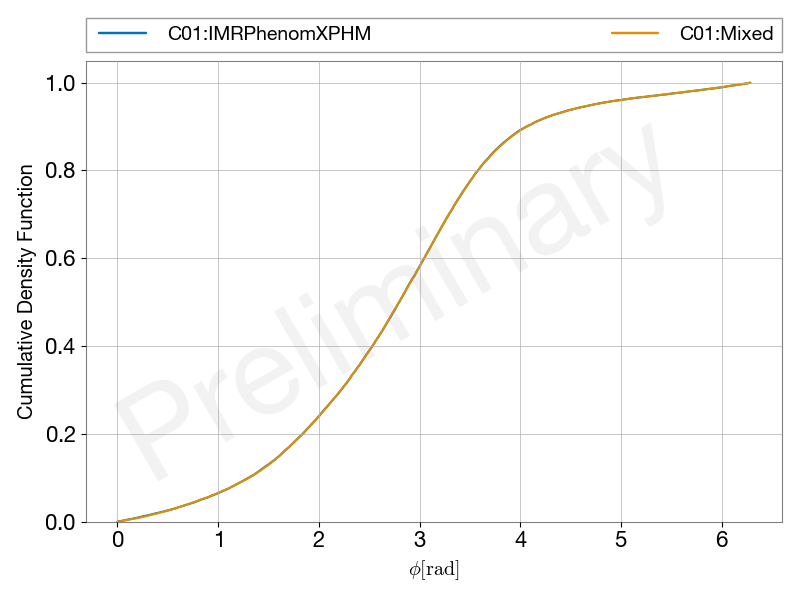 C01:IMRPhenomXPHM C01:Mixed
1.0
0.8
0.6
0.4
0.2
0.0
Cumulative Density Function
Preliminary
0 1 2 3 4 5 6
ϕ[rad]